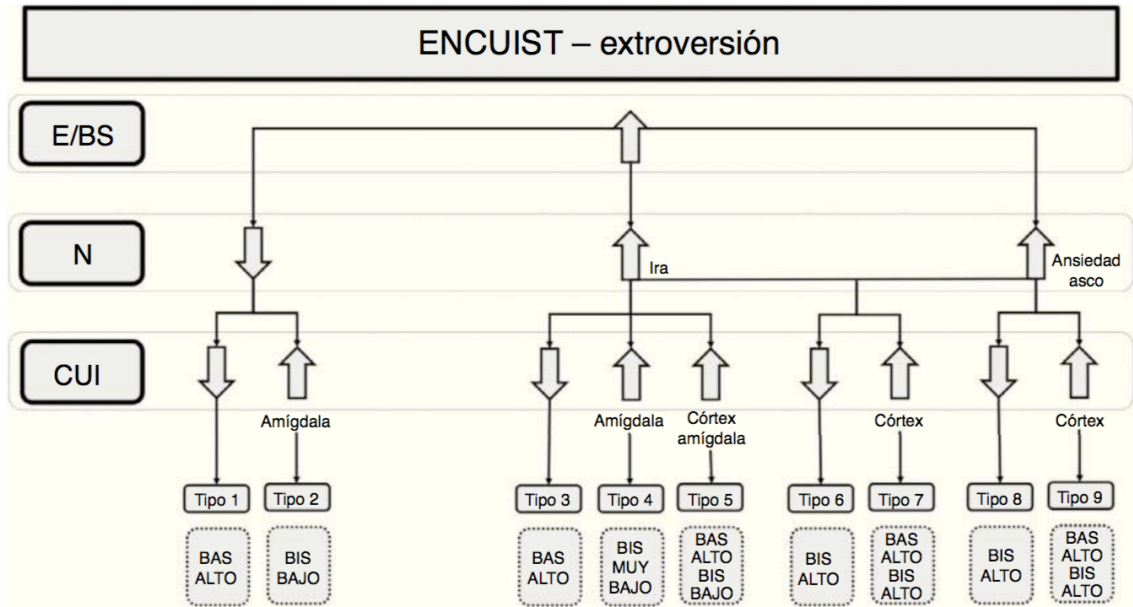 ENCUIST – extroversión
E/BS
N
Ira
Ansiedad
asco
CUI
Amígdala
Amígdala
Córtex
amígdala
Córtex
Córtex
Tipo 1
Tipo 2
Tipo 3
Tipo 4
Tipo 5
Tipo 6
Tipo 7
Tipo 8
Tipo 9
BAS
ALTO
BIS
BAJO
BAS
ALTO
BIS
MUY
BAJO
BAS
ALTO
BIS
BAJO
BIS
ALTO
BAS
ALTO
BIS
ALTO
BIS
ALTO
BAS
ALTO
BIS
ALTO